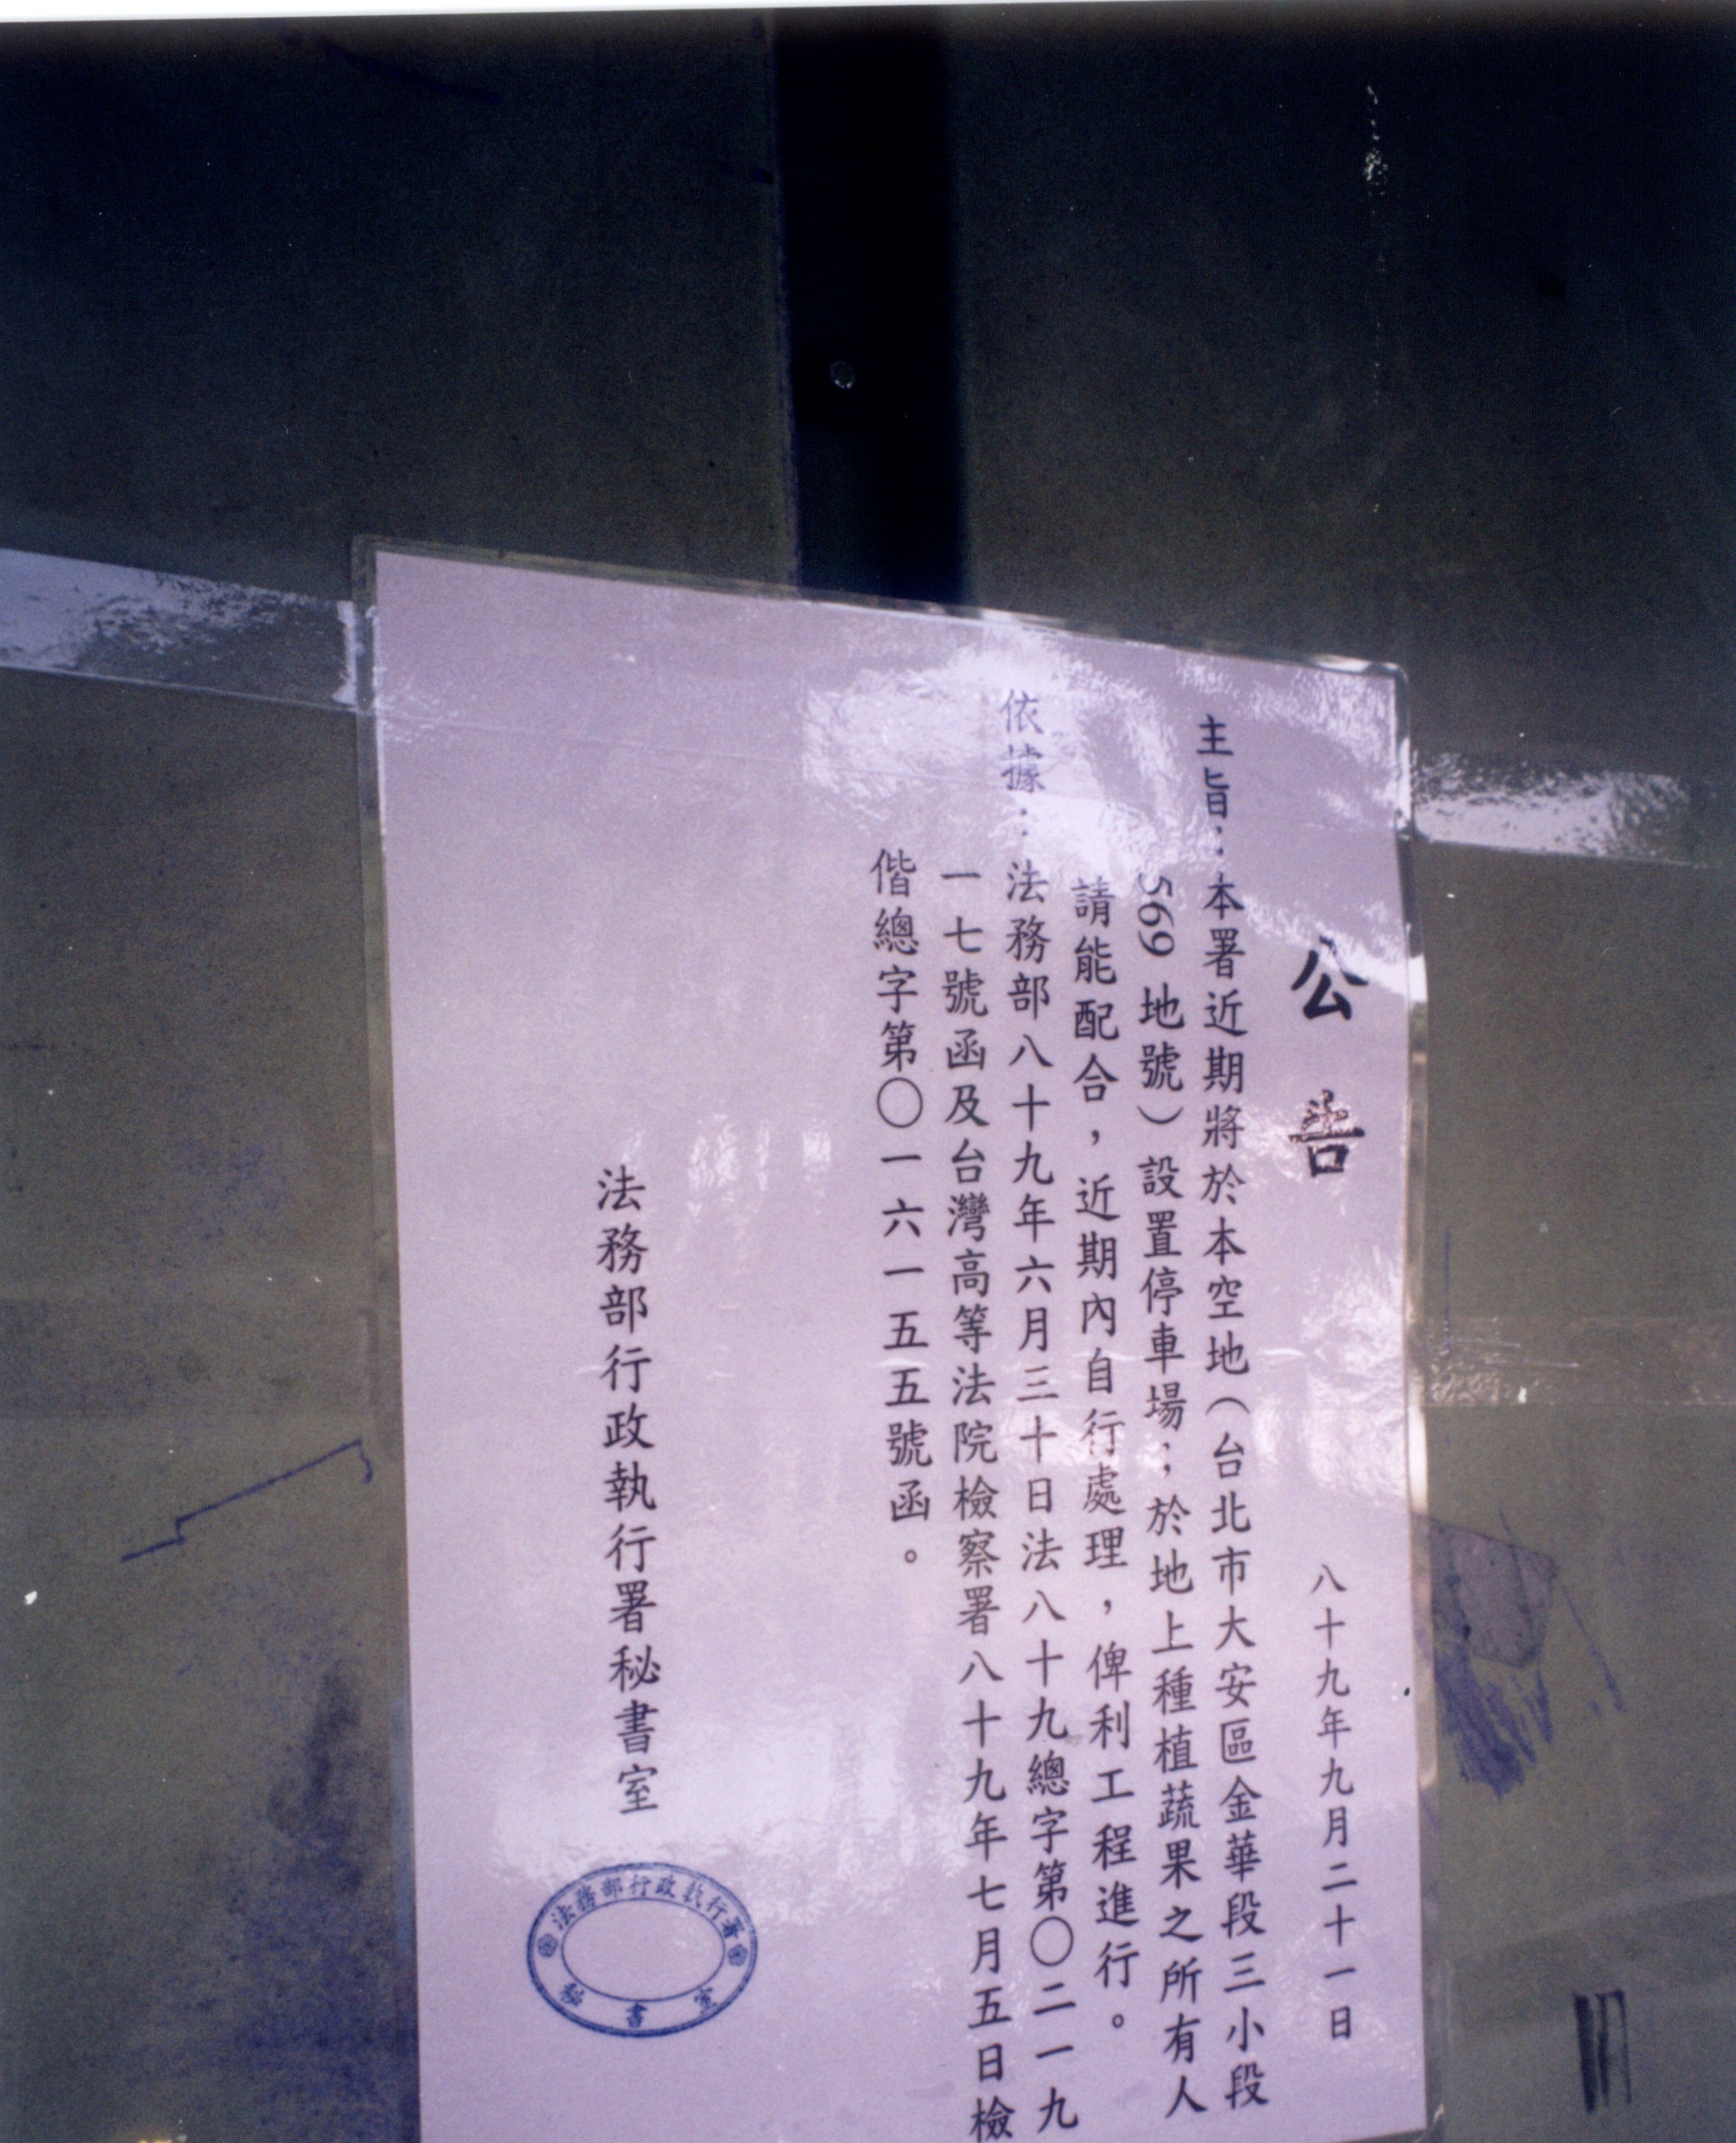 公告
八十九年九月二十一日
主旨：本署近期將於本空地（台北市大安區金華段三小段
569 地號）設置停車場；於地上種植蔬果之所有人
請能配合，近期內自行處理，俾利工程進行。
依據：法務部八十九年六月三十日法八十九總字第〇二一九
一七號函及台灣高等法院檢察署八十九年七月五日檢
偕總字第〇一六一五五號函。
法務部行政執行署秘書室
法務部行政執行署
秘書室